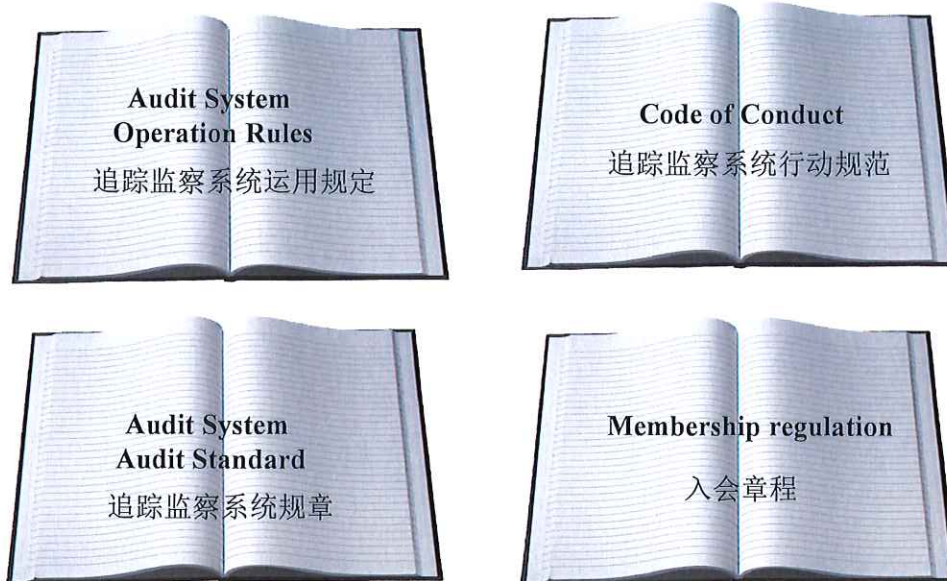 Audit System
Operation Rules
追踪监察系统运用规定
Code of Conduct
追踪监察系统行动规范
Audit System
Audit Standard
追踪监察系统规章
Membership regulation
入会章程